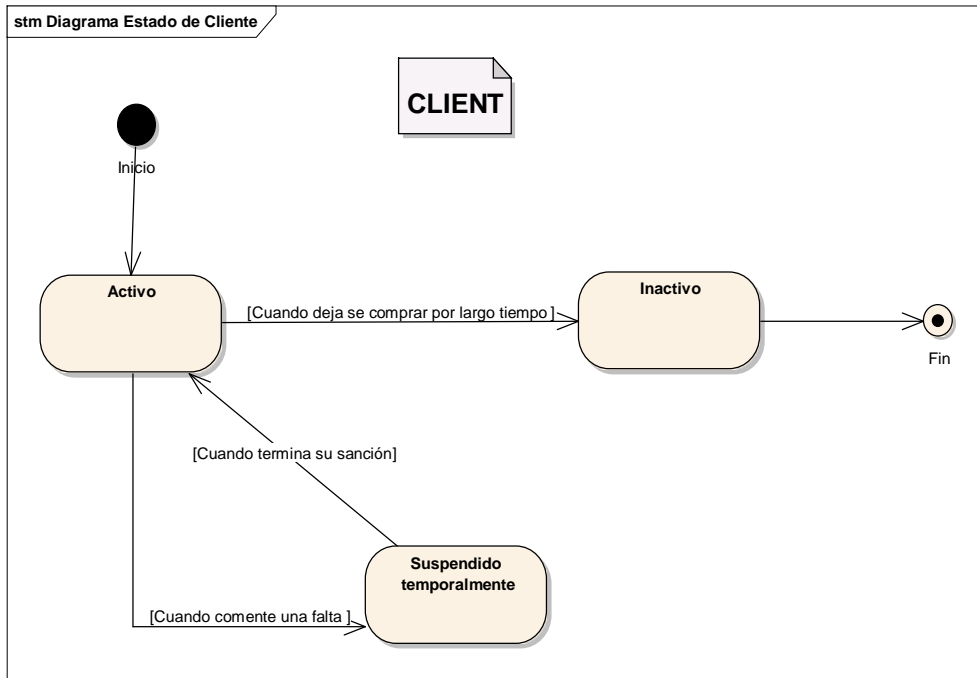 stm Diagrama Estado de Cliente
CLIENT
Inicio
Activo
[Cuando deja se comprar por largo tiempo ]
Inactivo
Fin
[Cuando termina su sanción]
Suspendido
temporalmente
[Cuando comente una falta ]